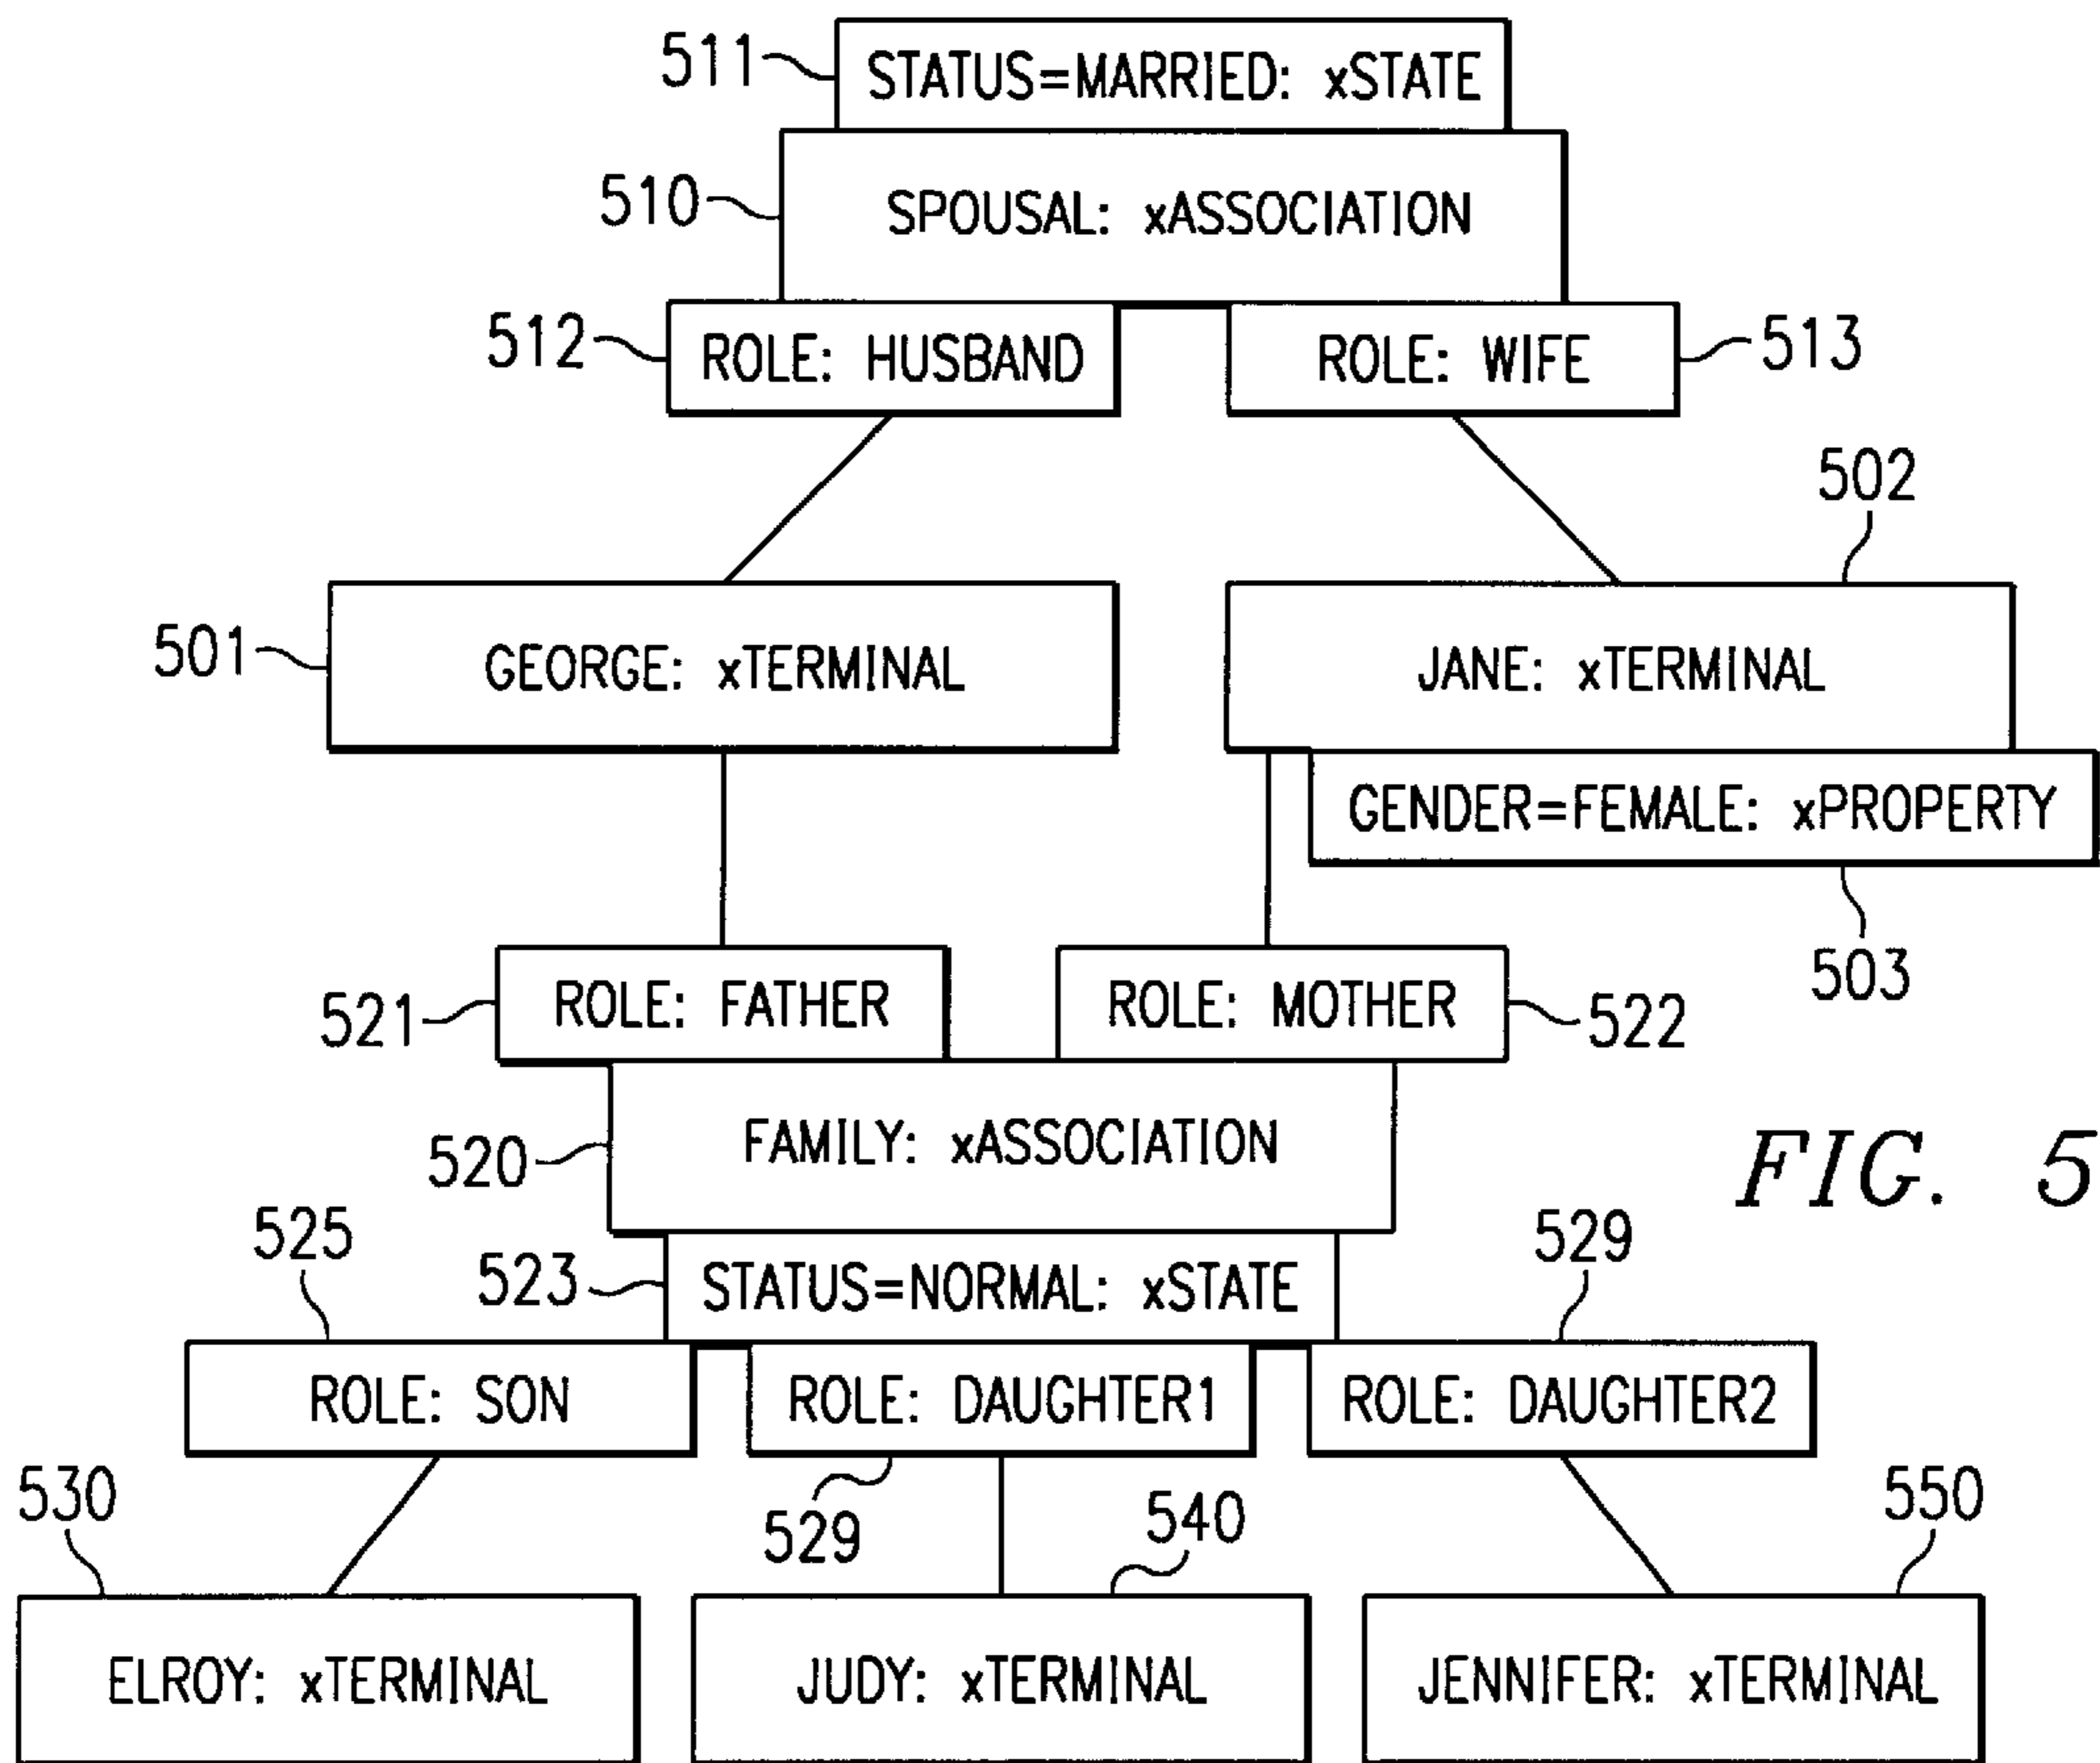 511
STATUS=MARRIED: xSTATE
510
SPOUSAL: xASSOCIATION
512
ROLE: HUSBAND
ROLE: WIFE
513
502
501
GEORGE: xTERMINAL
JANE: xTERMINAL
GENDER=FEMALE: xPROPERTY
503
521
ROLE: FATHER
ROLE: MOTHER
522
520
FAMILY: xASSOCIATION
FIG. 5
525
523
STATUS=NORMAL: xSTATE
529
ROLE: SON
ROLE: DAUGHTER1
ROLE: DAUGHTER2
530
529
540
550
ELROY: xTERMINAL
JUDY: xTERMINAL
JENNIFER: xTERMINAL